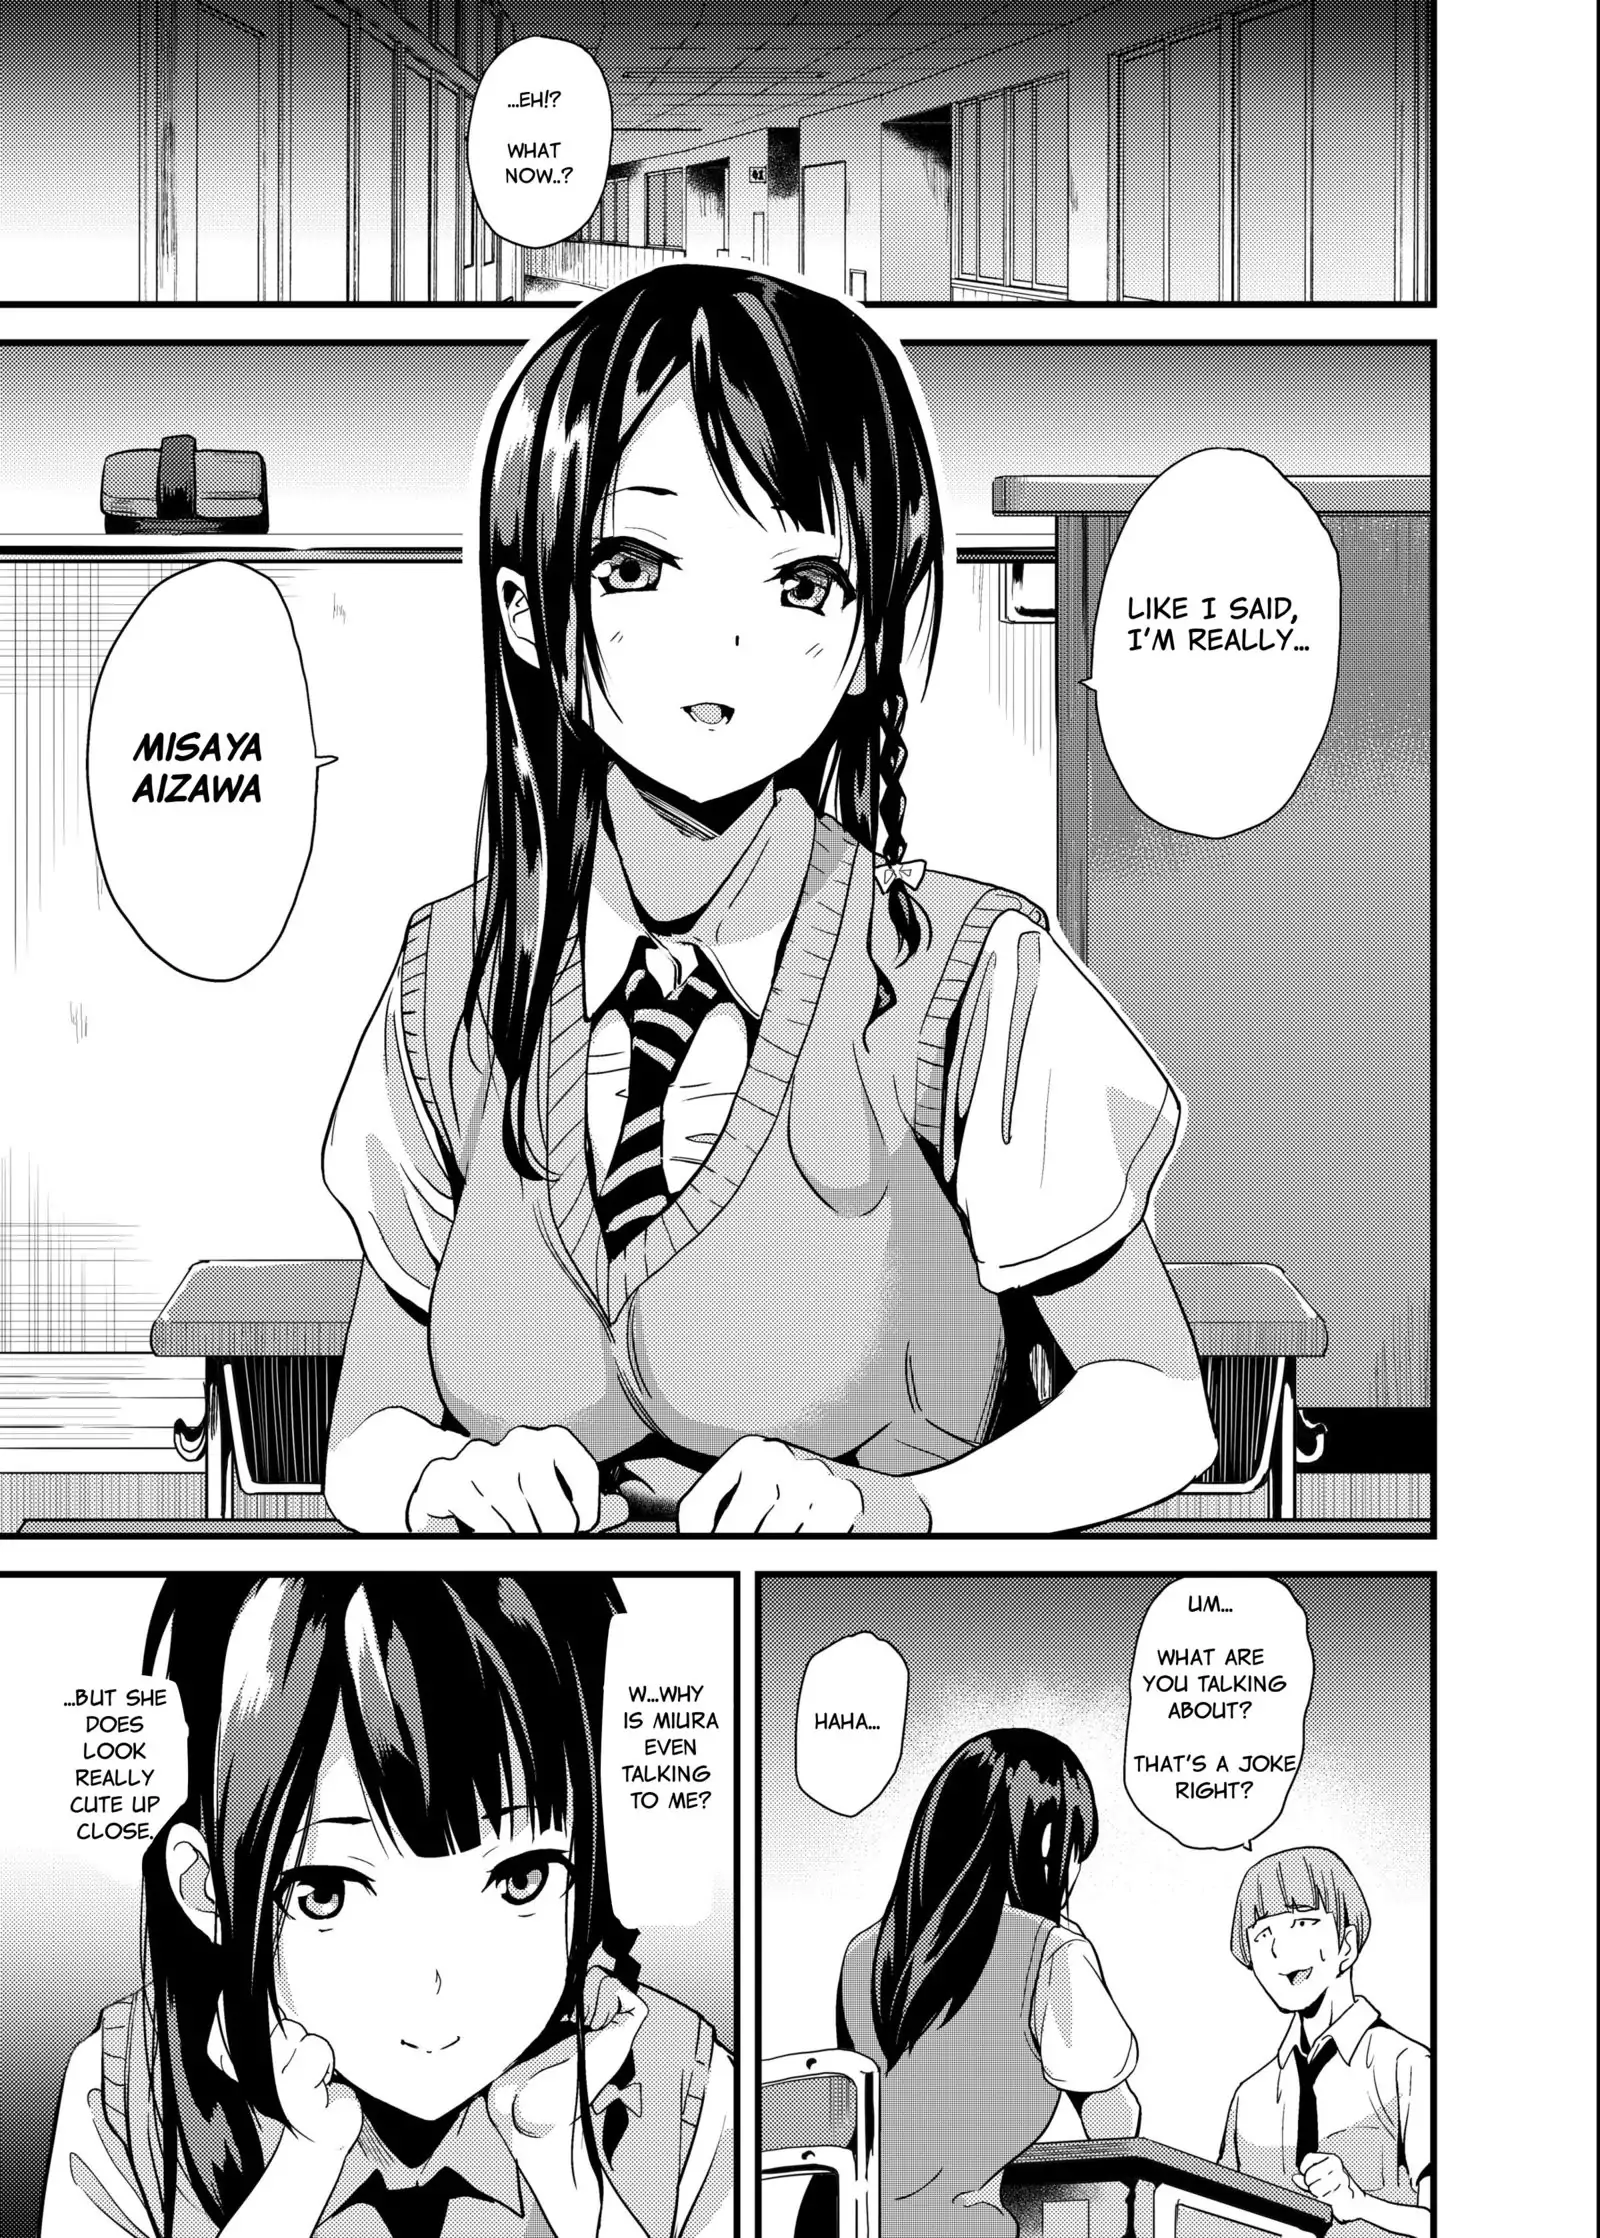 ...EH!?
WHAT
NOW..?
LIKE I SAID,
I'M REALLY...
MISAYA
AIZAWA
UM...
WHAT ARE
YOU TALKING
ABOUT?
THAT'S A JOKE
RIGHT?
HAHA...
W...WHY
IS MIURA
EVEN
TALKING
TO ME?
...BUT SHE
DOES
LOOK
REALLY
CUTE UP
CLOSE.